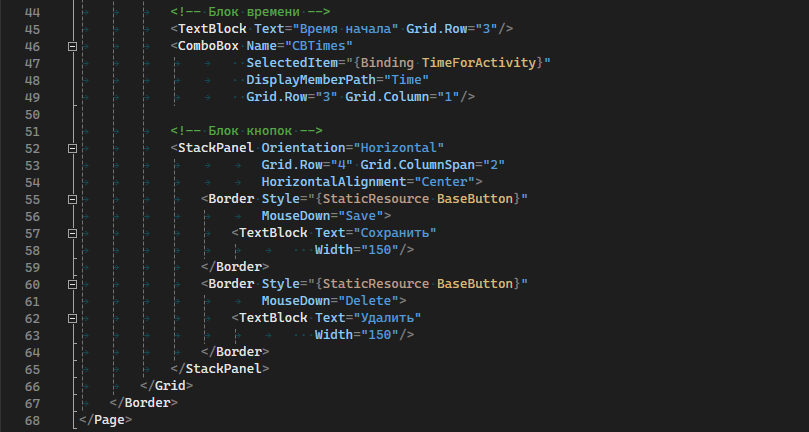 44 <!-- Блок времени -->
45 <TextBlock Text="Время начала" Grid.Row="3"/>
46 <ComboBox Name="CBTimes"
47 SelectedItem="{Binding TimeForActivity}"
48 DisplayMemberPath="Time"
49 Grid.Row="3" Grid.Column="1"/>
50
51 <!-- Блок кнопок -->
52 <StackPanel Orientation="Horizontal"
53 Grid.Row="4" Grid.ColumnSpan="2"
54 HorizontalAlignment="Center">
55 <Border Style="{StaticResource BaseButton}"
56 MouseDown="Save">
57 <TextBlock Text="Сохранить"
58 Width="150"/>
59 </Border>
60 <Border Style="{StaticResource BaseButton}"
61 MouseDown="Delete">
62 <TextBlock Text="Удалить"
63 Width="150"/>
64 </Border>
65 </StackPanel>
66 </Grid>
67 </Border>
68 </Page>